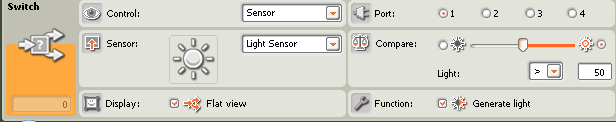 Switch
0
Control: Sensor
Port: 1 2 3 4
Sensor: Light Sensor
Compare:
Light: > 50
Display: Flat view
Function: Generate light